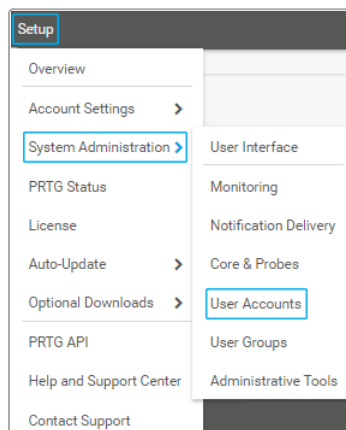 Setup
Overview
Account Settings
System Administration
PRTG Status
License
Auto-Update
Optional Downloads
PRTG API
Help and Support Center
Contact Support
User Interface
Monitoring
Notification Delivery
Core & Probes
User Accounts
User Groups
Administrative Tools